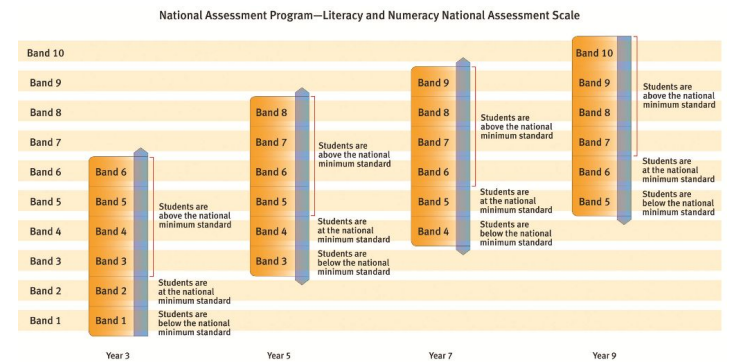 National Assessment Program—Literacy and Numeracy National Assessment Scale
Band 10
Band 9
Band 8
Band 7
Band 6
Band 5
Band 4
Band 3
Band 2
Band 1
Band 6
Band 5
Band 4
Band 3
Band 2
Band 1
Students are
above the national
minimum standard
Students are
at the national
minimum standard
Students are
below the national
minimum standard
Year 3
Band 8
Band 7
Band 6
Band 5
Band 4
Band 3
Students are
above the national
minimum standard
Students are
at the national
minimum standard
Students are
below the national
minimum standard
Year 5
Band 9
Band 8
Band 7
Band 6
Band 5
Band 4
Students are
above the national
minimum standard
Students are
at the national
minimum standard
Students are
below the national
minimum standard
Year 7
Band 10
Band 9
Band 8
Band 7
Band 6
Band 5
Students are
above the national
minimum standard
Students are
at the national
minimum standard
Students are
below the national
minimum standard
Year 9